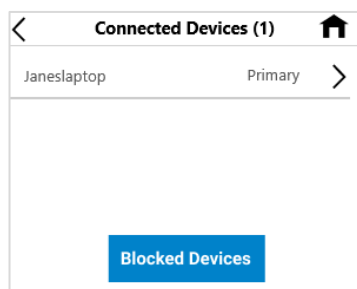 Connected Devices (1)
Janeslaptop Primary
Blocked Devices